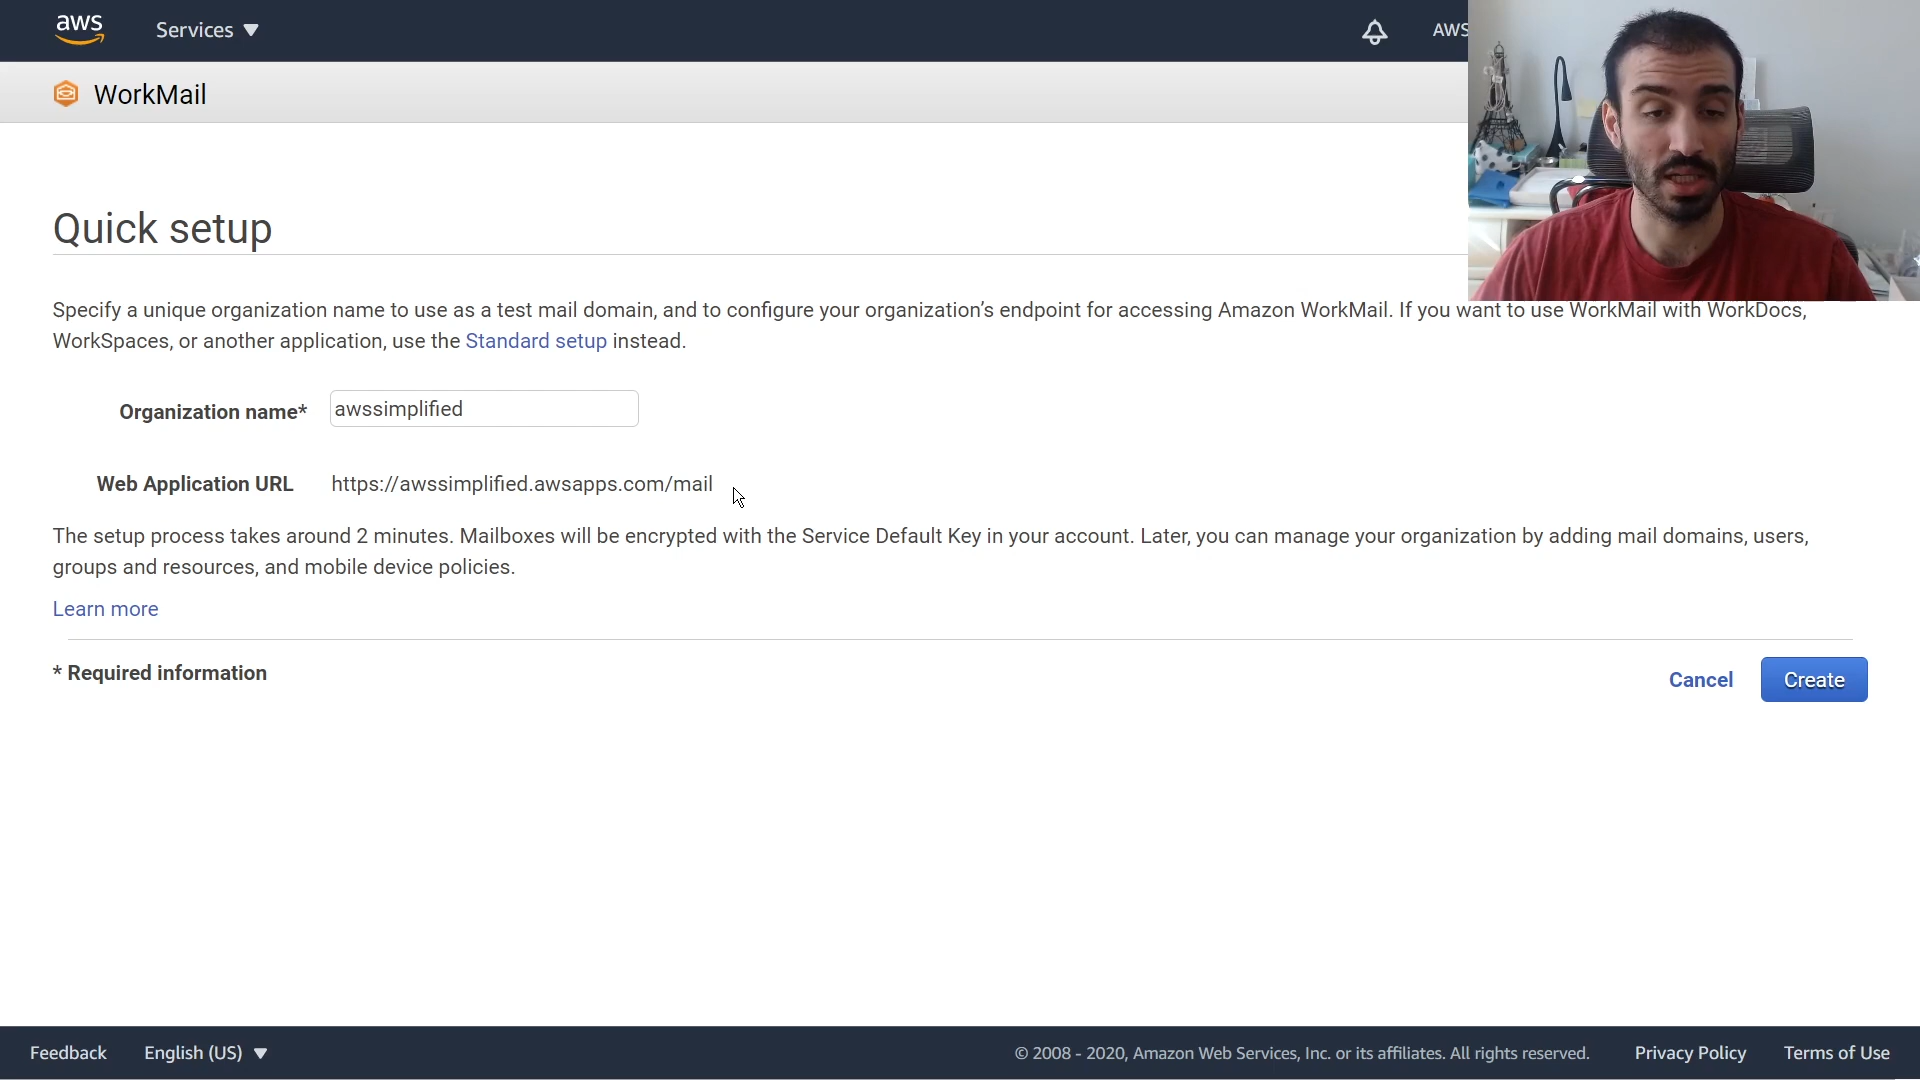 aws Services AWS
WorkMail
Quick setup
Specify a unique organization name to use as a test mail domain, and to configure your organization’s endpoint for accessing Amazon WorkMail. If you want to use WorkMail with WorkDocs,
WorkSpaces, or another application, use the Standard setup instead.
Organization name* awssimplified
Web Application URL https://awssimplified.awsapps.com/mail
The setup process takes around 2 minutes. Mailboxes will be encrypted with the Service Default Key in your account. Later, you can manage your organization by adding mail domains, users,
groups and resources, and mobile device policies.
Learn more
* Required information
Cancel Create
Feedback English (US) © 2008 - 2020, Amazon Web Services, Inc. or its affiliates. All rights reserved. Privacy Policy Terms of Use